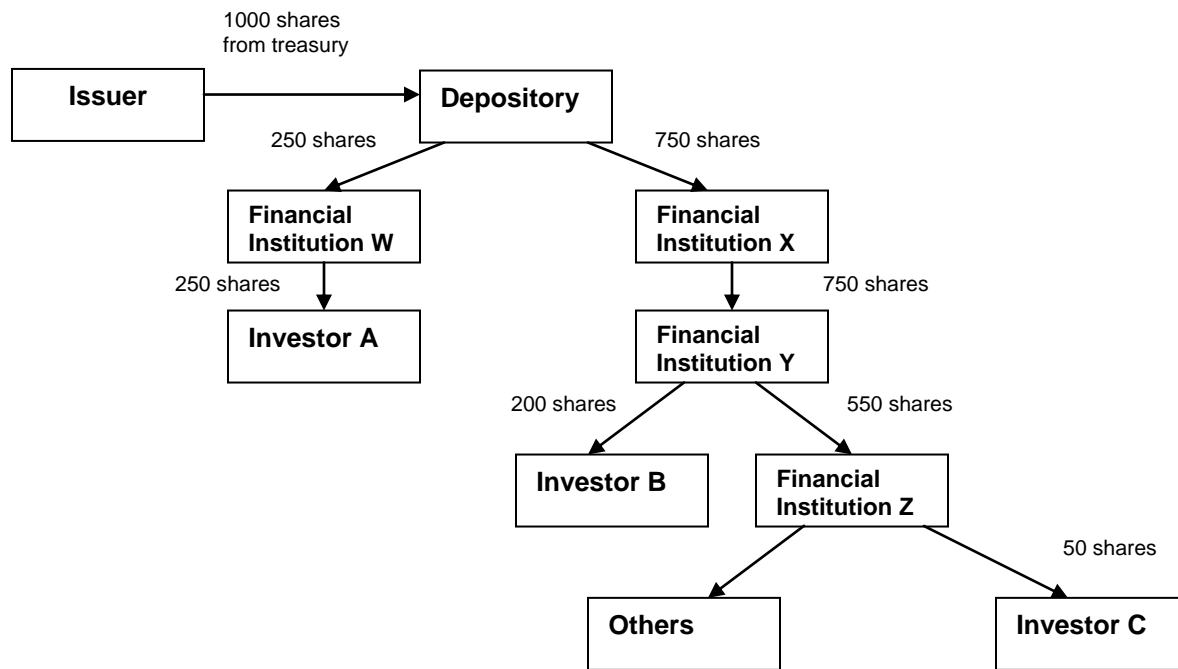 1000 shares
from treasury
Issuer
Depository
250 shares
750 shares
Financial
Institution W
Financial
Institution X
250 shares
750 shares
Investor A
Financial
Institution Y
200 shares
550 shares
Investor B
Financial
Institution Z
50 shares
Others
Investor C